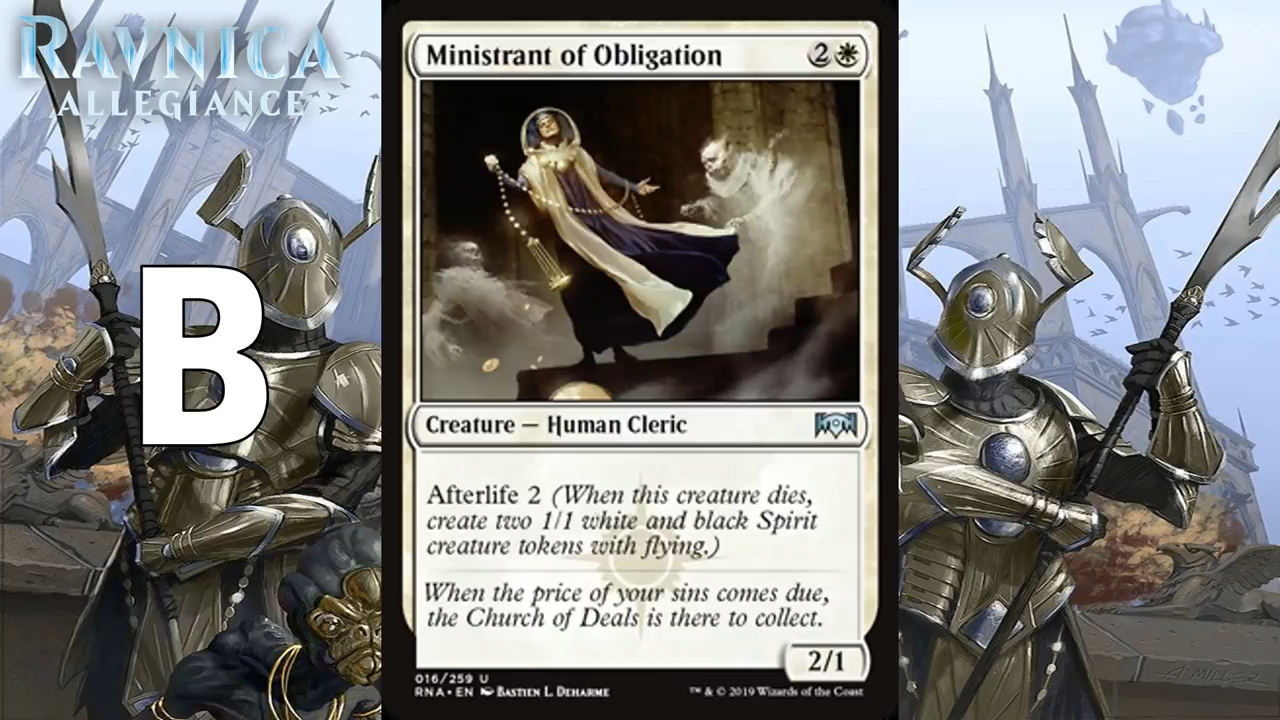 RAVNICA
ALLEGIANCE
B
Ministrant of Obligation 2
Creature — Human Cleric
Afterlife 2 (When this creature dies,
create two 1/1 white and black Spirit
creature tokens with flying.)
When the price of your sins comes due,
the Church of Deals is there to collect.
2/1
016/259 U
RNA • EN Bastien L. Deharme
™ & © 2019 Wizards of the Coast
A. MILLER